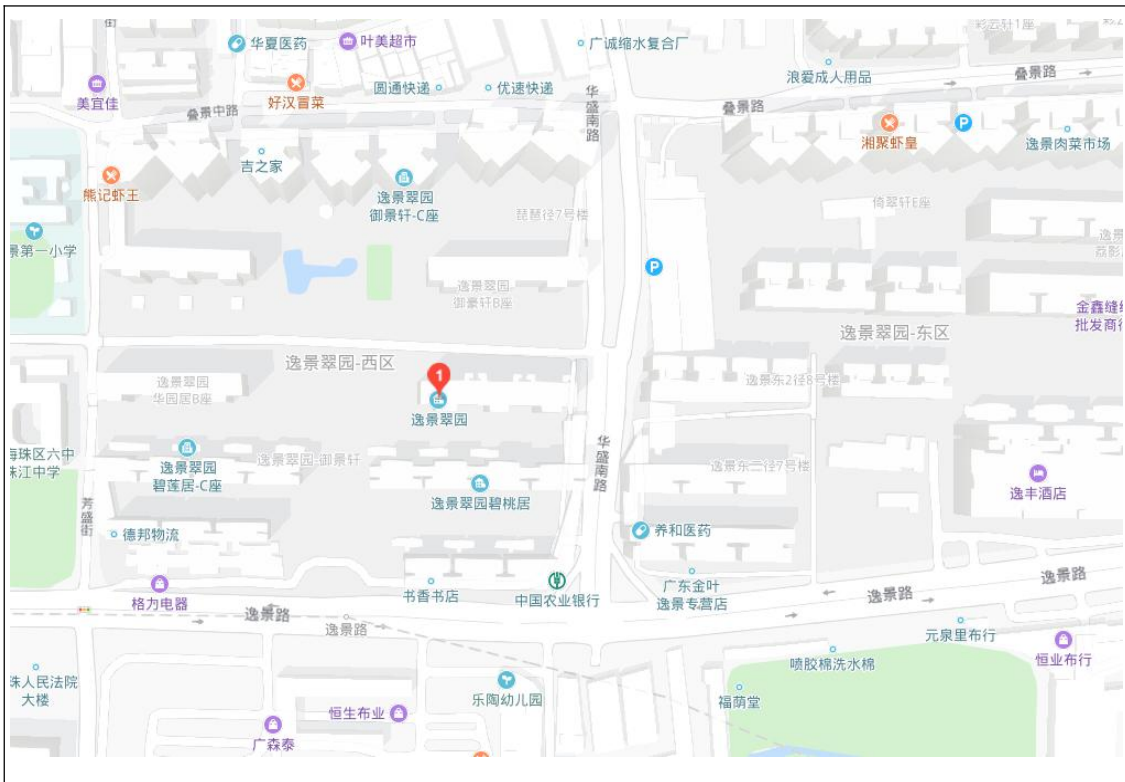 街
华夏医药
叶美超市
广诚缩水复合厂
彩云轩1座
浪爱成人用品
叠景路
美宜佳
好汉冒菜
圆通快递
优速快递
华盛南路
叠景路
叠景中路
湘聚虾皇
P
逸景肉菜市场
吉之家
熊记虾王
逸景翠园
御景轩-C座
琵琶径7号楼
倚翠轩E座
景第一小学
P
逸景翠园
御豪轩B座
金鑫缝
批发商行
逸景翠园-西区
逸景翠园-东区
1
逸景翠园
华园居B座
逸景东2径8号楼
逸景翠园
海珠区六中
珠江中学
逸景翠园
碧莲居-C座
逸景翠园-御景轩
华盛南路
逸景东二径7号楼
逸景翠园碧桃居
逸丰酒店
芳盛街
德邦物流
养和医药
格力电器
书香书店
中国农业银行
广东金叶
逸景专营店
逸景路
逸景路
逸景路
逸景路
元泉里布行
恒业布行
喷胶棉洗水棉
珠人民法院
大楼
乐陶幼儿园
福荫堂
恒生布业
广森泰